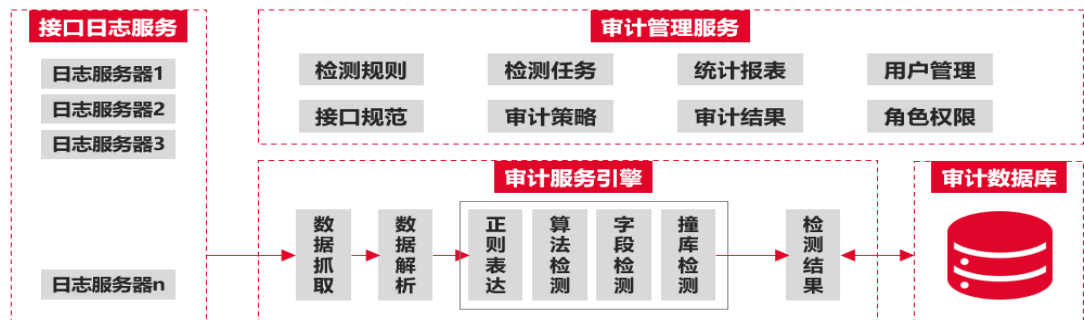 接口日志服务
日志服务器1
日志服务器2
日志服务器3
日志服务器n
审计管理服务
检测规则
检测任务
统计报表
用户管理
接口规范
审计策略
审计结果
角色权限
审计服务引擎
数据抓取
数据解析
正则表达
算法检测
字段检测
撞库检测
检测结果
审计数据库